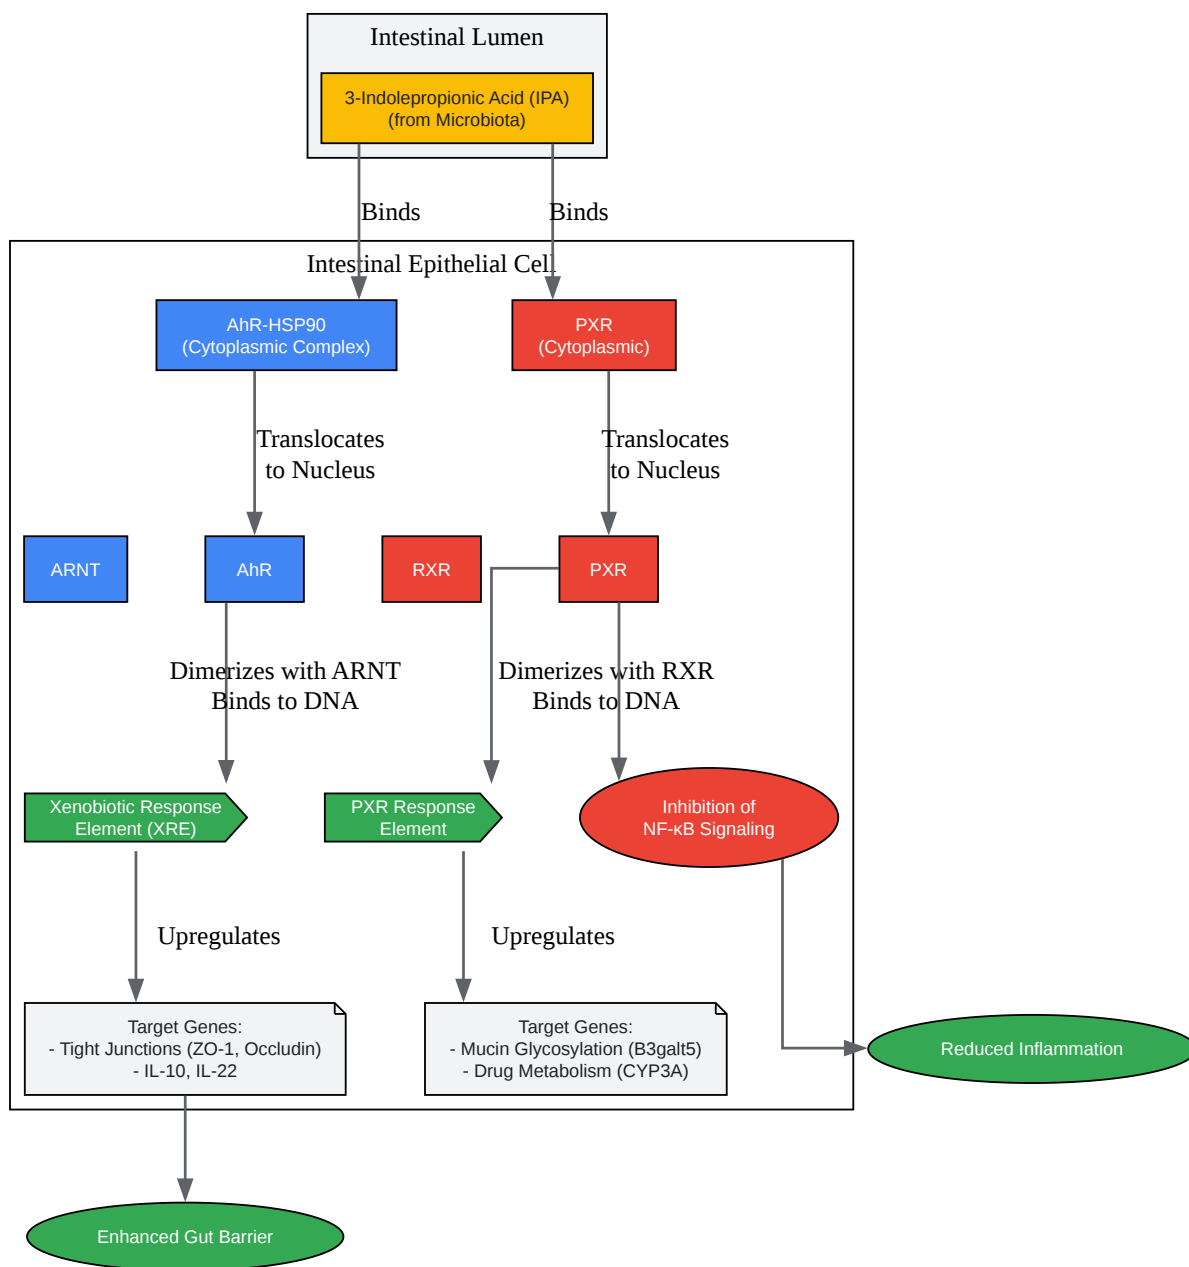 Intestinal Lumen
3-Indolepropionic Acid (IPA)
(from Microbiota)
Binds
Binds
Intestinal Epithelial Cell
AhR-HSP90
(Cytoplasmic Complex)
PXR
(Cytoplasmic)
Translocates
to Nucleus
Translocates
to Nucleus
ARNT
AhR
RXR
PXR
Dimerizes with ARNT
Binds to DNA
Dimerizes with RXR
Binds to DNA
Xenobiotic Response
Element (XRE)
PXR Response
Element
Inhibition of
NF-κB Signaling
Upregulates
Upregulates
Target Genes:
- Tight Junctions (ZO-1, Occludin)
- IL-10, IL-22
Target Genes:
- Mucin Glycosylation (B3galt5)
- Drug Metabolism (CYP3A)
Reduced Inflammation
Enhanced Gut Barrier